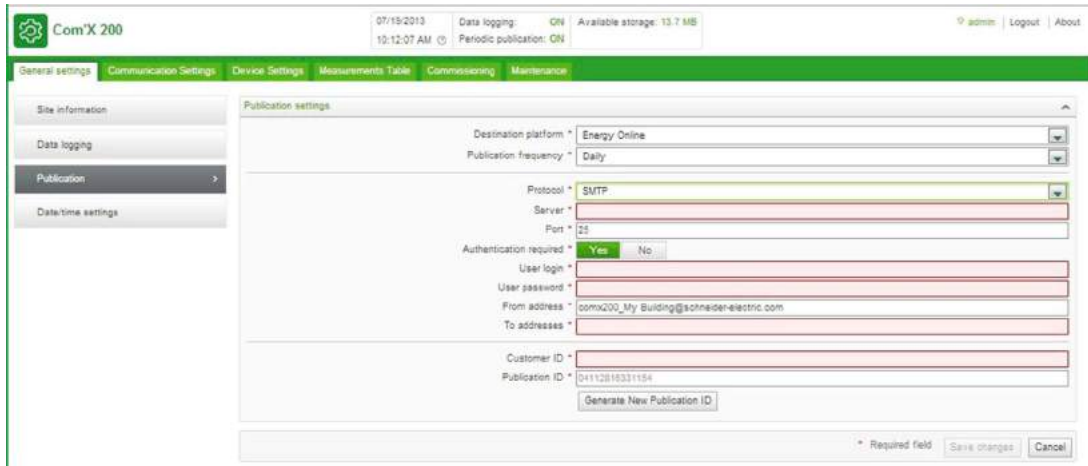 Com'X 200
07/15/2013
10:12:07 AM
Data logging: ON
Periodic publication: ON
Available storage: 13.7 MB
admin | Logout | About
General settings
Communication Settings
Device Settings
Measurements Table
Commissioning
Maintenance
Site information
Data logging
Publication >
Date/time settings
Publication settings
Destination platform * Energy Online
Publication frequency * Daily
Protocol * SMTP
Server *
Port * 25
Authentication required * Yes No
User login *
User password *
From address * comx200_My Building@schneider-electric.com
To addresses *
Customer ID *
Publication ID * 04112816331154
Generate New Publication ID
* Required field
Save changes
Cancel